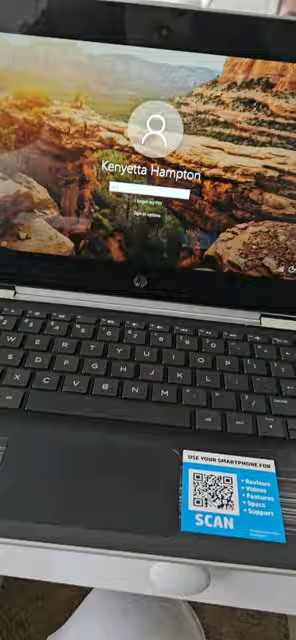 Kenyetta Hampton
I forgot my PIN
Sign-in options
hp
W E R T Y U I O P
S D F G H J K L
X C V B N M
USE YOUR SMARTPHONE FOR
• Reviews
• Videos
• Features
• Specs
• Support
SCAN